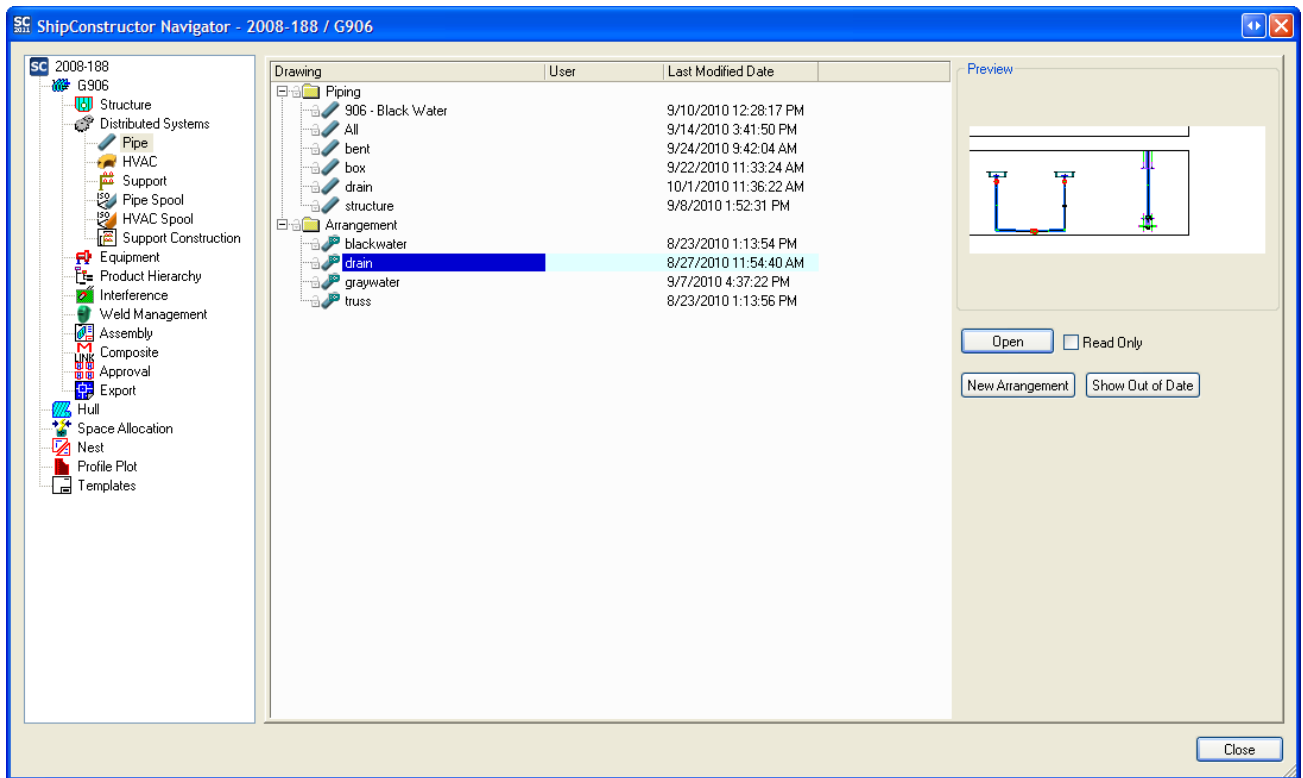 SC 2011 ShipConstructor Navigator - 2008-188 / G906
SC 2008-188
G906
Structure
Distributed Systems
Pipe
HVAC
Support
ISO Pipe Spool
ISO HVAC Spool
Support Construction
Equipment
Product Hierarchy
Interference
Weld Management
Assembly
M LINK Composite
Approval
Export
Hull
Space Allocation
Nest
Profile Plot
Templates
Drawing User Last Modified Date
Piping
906 - Black Water 9/10/2010 12:28:17 PM
All 9/14/2010 3:41:50 PM
bent 9/24/2010 9:42:04 AM
box 9/22/2010 11:33:24 AM
drain 10/1/2010 11:36:22 AM
structure 9/8/2010 1:52:31 PM
Arrangement
blackwater 8/23/2010 1:13:54 PM
drain 8/27/2010 11:54:40 AM
graywater 9/7/2010 4:37:22 PM
truss 8/23/2010 1:13:56 PM
Preview
Open Read Only
New Arrangement Show Out of Date
Close